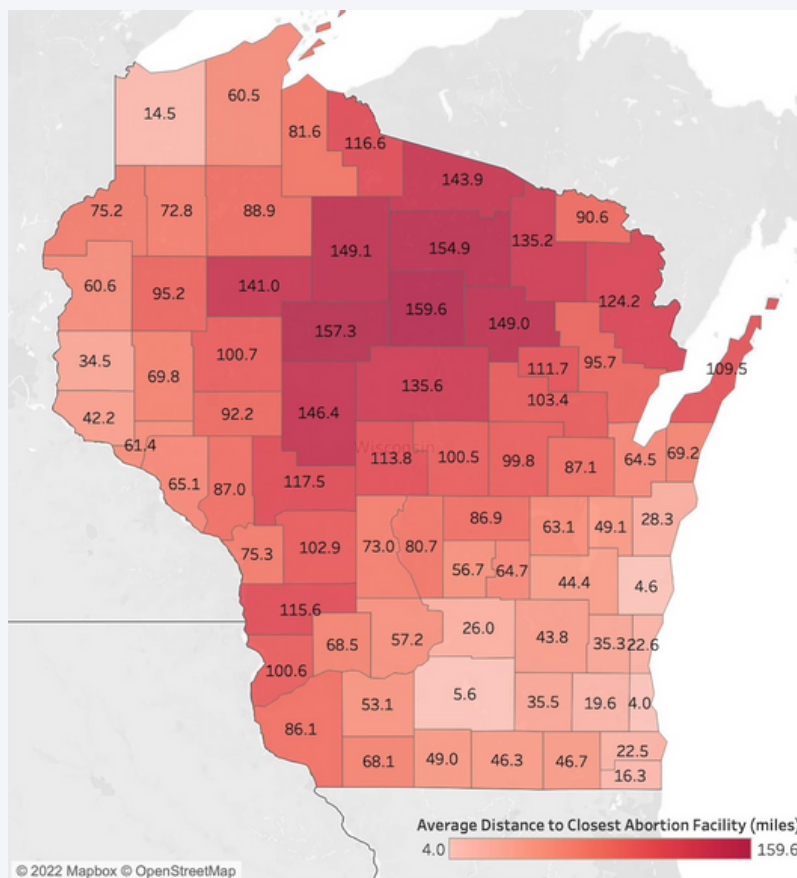 60.5
14.5
81.6
116.6
143.9
75.2 72.8 88.9 90.6
149.1 154.9 135.2
60.6 95.2 141.0
124.2
159.6
157.3 149.0
34.5 69.8 100.7 111.7 95.7 109.5
135.6
42.2 92.2 146.4 103.4
61.4 Wisconsin
65.1 87.0 117.5 113.8 100.5 99.8 87.1 64.5 69.2
86.9 63.1 49.1 28.3
75.3 102.9 73.0 80.7
56.7 64.7 44.4 4.6
115.6
68.5 57.2 26.0 43.8 35.3 22.6
100.6
86.1 53.1 5.6 35.5 19.6 4.0
68.1 49.0 46.3 46.7 22.5
16.3
Average Distance to Closest Abortion Facility (miles)
4.0 159.6
© 2022 Mapbox © OpenStreetMap